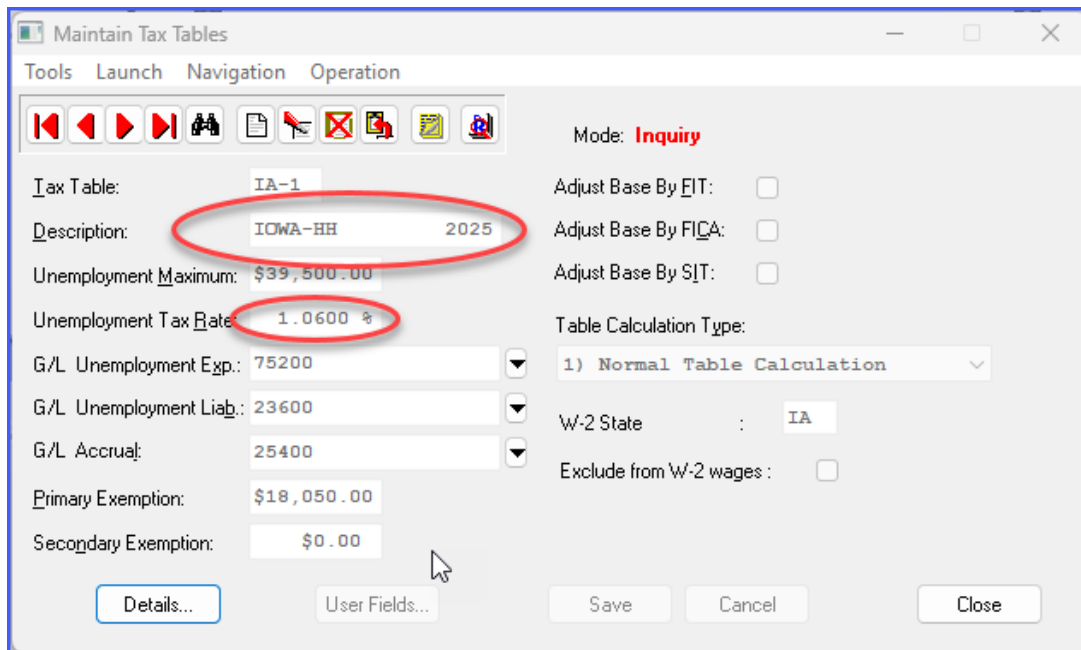 Maintain Tax Tables
Tools Launch Navigation Operation
Mode: Inquiry
Tax Table: IA-1
Description: IOWA-HH 2025
Unemployment Maximum: $39,500.00
Unemployment Tax Rate: 1.0600 %
G/L Unemployment Exp.: 75200
G/L Unemployment Liab.: 23600
G/L Accrual: 25400
Primary Exemption: $18,050.00
Secondary Exemption: $0.00
Adjust Base By FIT:
Adjust Base By FICA:
Adjust Base By SIT:
Table Calculation Type:
1) Normal Table Calculation
W-2 State : IA
Exclude from W-2 wages :
Details... User Fields... Save Cancel Close